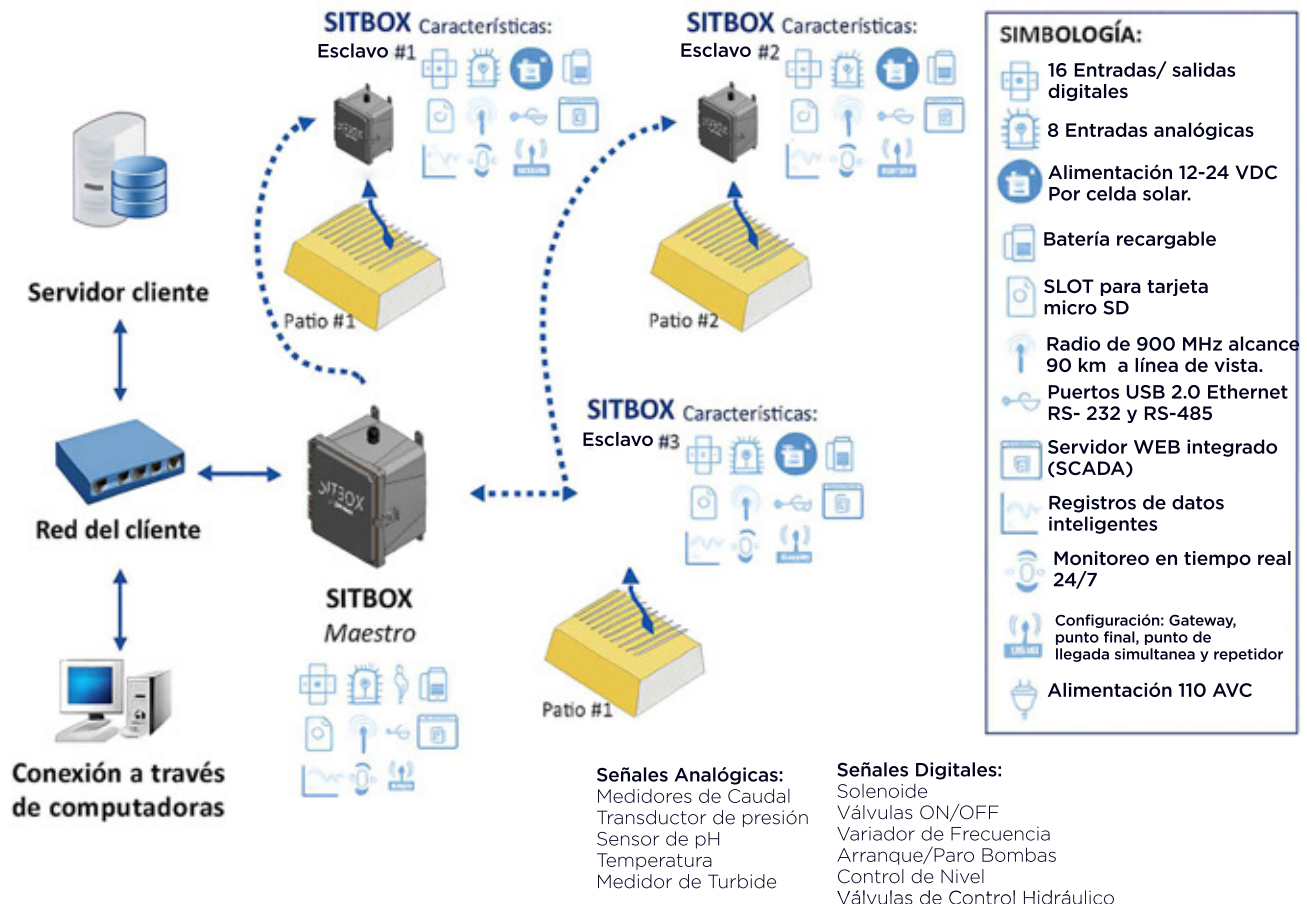 SITBOX Características:
Esclavo #1
SITBOX
Patio #1
SITBOX Características:
Esclavo #2
SITBOX
Patio #2
Servidor cliente
Red del clíente
Conexión a través
de computadoras
SITBOX
SITBOX
Maestro
SITBOX Características:
Esclavo #3
Patio #1
SIMBOLOGÍA:
16 Entradas/ salidas
digitales
8 Entradas analógicas
Alimentación 12-24 VDC
Por celda solar.
Batería recargable
SLOT para tarjeta
micro SD
Radio de 900 MHz alcance
90 km a línea de vista.
Puertos USB 2.0 Ethernet
RS- 232 y RS-485
Servidor WEB integrado
(SCADA)
Registros de datos
inteligentes
Monitoreo en tiempo real
24/7
Configuración: Gateway,
punto final, punto de
llegada simultanea y repetidor
Alimentación 110 AVC
Señales Analógicas:
Medidores de Caudal
Transductor de presión
Sensor de pH
Temperatura
Medidor de Turbide
Señales Digitales:
Solenoide
Válvulas ON/OFF
Variador de Frecuencia
Arranque/Paro Bombas
Control de Nivel
Válvulas de Control Hidráulico